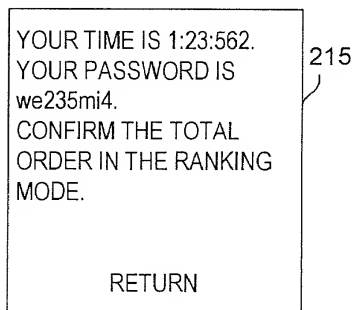 YOUR TIME IS 1:23:562.
YOUR PASSWORD IS
we235mi4.
CONFIRM THE TOTAL
ORDER IN THE RANKING
MODE.
RETURN
215